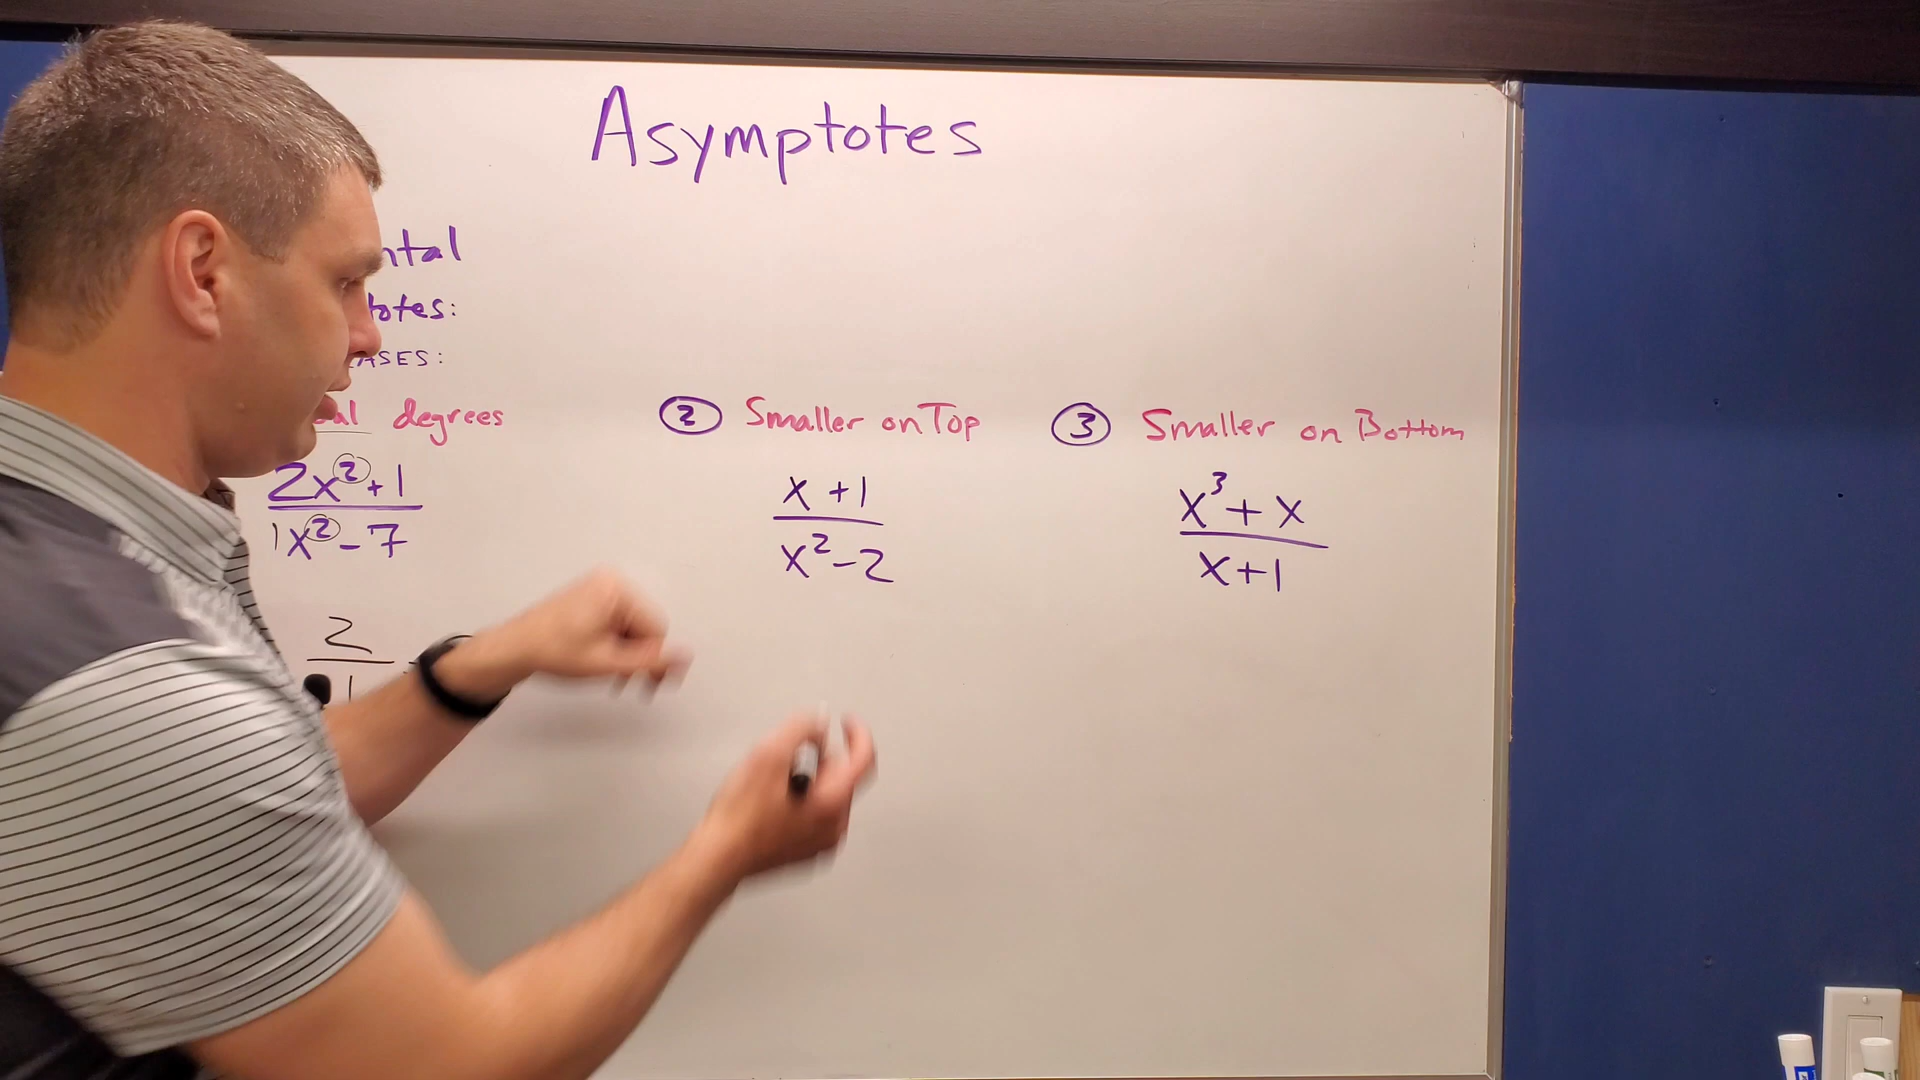 Asymptotes
ntal
totes:
ASES:
al degrees
② Smaller on Top
③ Smaller on Bottom
2x²+1
1x²-7
x+1
x²-2
x³+x
x+1
2
1